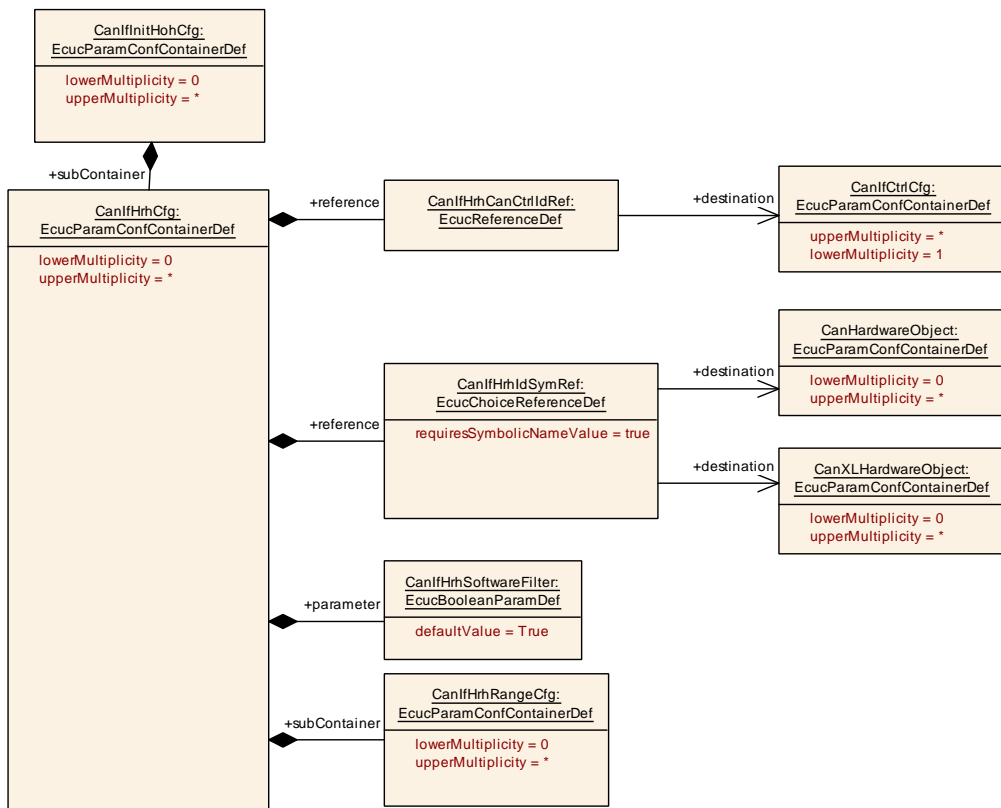 CanIfInitHohCfg:
EcucParamConfContainerDef
lowerMultiplicity = 0
upperMultiplicity = *
+subContainer
CanIfHrhCfg:
EcucParamConfContainerDef
lowerMultiplicity = 0
upperMultiplicity = *
+reference
CanIfHrhCanCtrlIdRef:
EcucReferenceDef
+destination
CanIfCtrlCfg:
EcucParamConfContainerDef
upperMultiplicity = *
lowerMultiplicity = 1
+reference
CanIfHrhIdSymRef:
EcucChoiceReferenceDef
requiresSymbolicNameValue = true
+destination
CanHardwareObject:
EcucParamConfContainerDef
lowerMultiplicity = 0
upperMultiplicity = *
+destination
CanXLHardwareObject:
EcucParamConfContainerDef
lowerMultiplicity = 0
upperMultiplicity = *
+parameter
CanIfHrhSoftwareFilter:
EcucBooleanParamDef
defaultValue = True
+subContainer
CanIfHrhRangeCfg:
EcucParamConfContainerDef
lowerMultiplicity = 0
upperMultiplicity = *